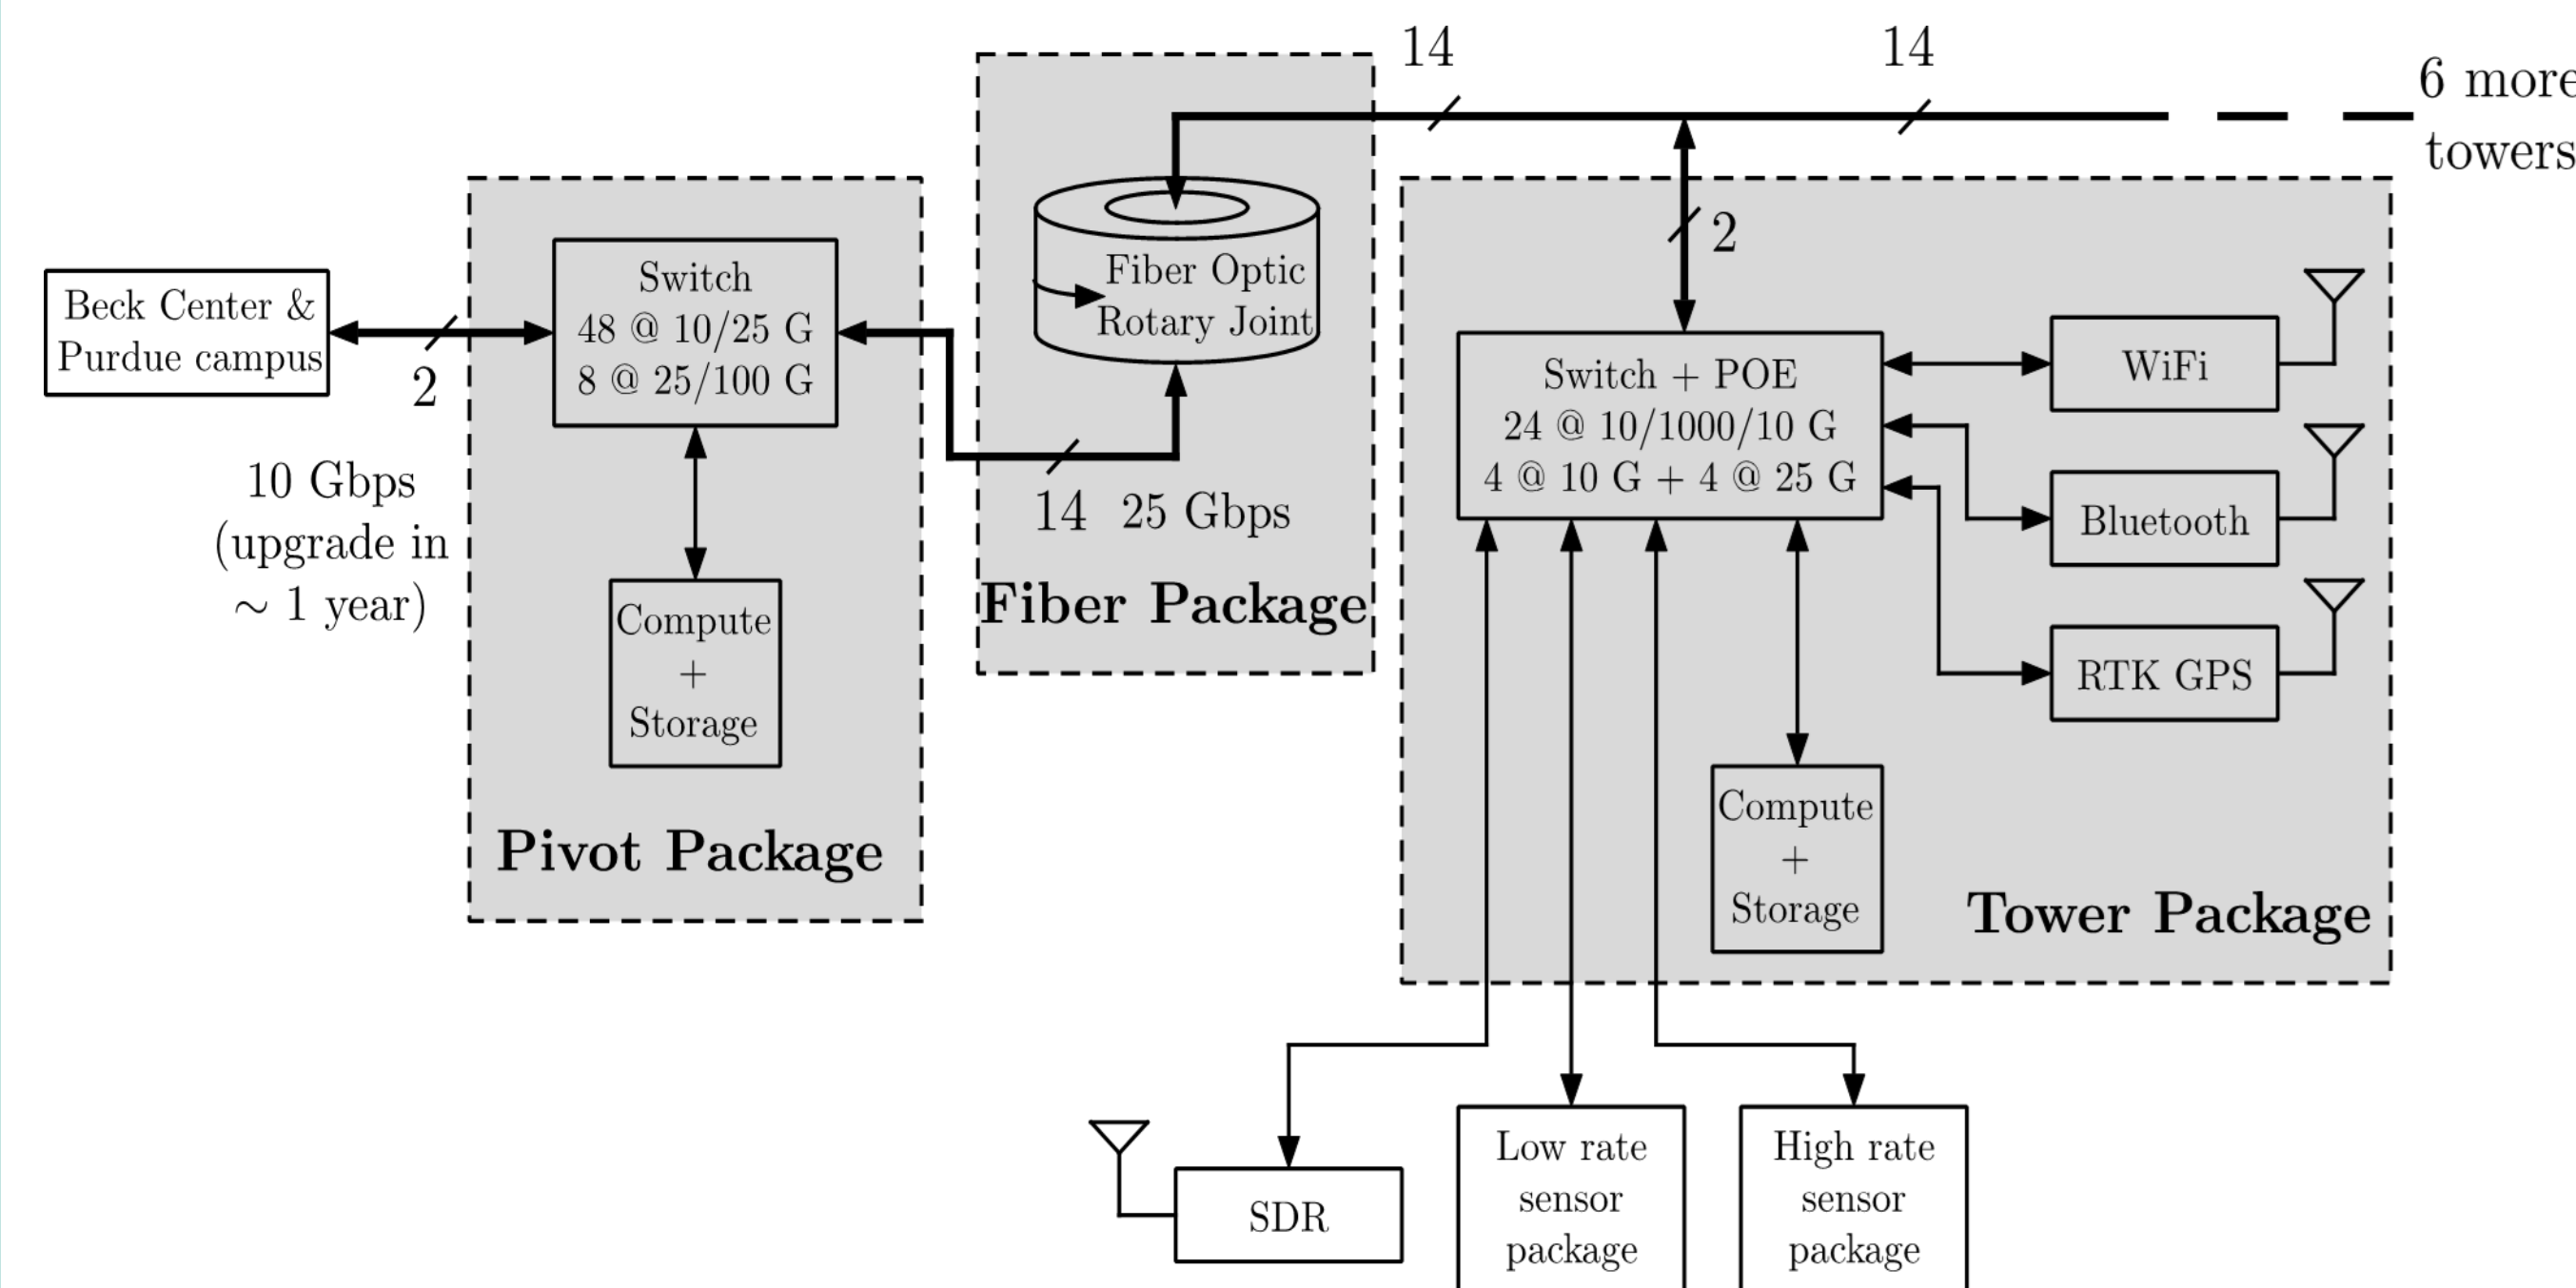 14
14
6 more
towers
Beck Center &
Purdue campus
2
10 Gbps
(upgrade in
~ 1 year)
Switch
48 @ 10/25 G
8 @ 25/100 G
Compute
+
Storage
Pivot Package
Fiber Optic
Rotary Joint
14 25 Gbps
Fiber Package
2
Switch + POE
24 @ 10/1000/10 G
4 @ 10 G + 4 @ 25 G
WiFi
Bluetooth
RTK GPS
Compute
+
Storage
Tower Package
SDR
Low rate
sensor
package
High rate
sensor
package